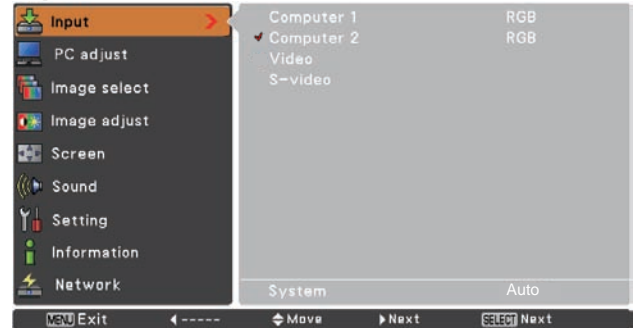 Input
PC adjust
Image select
Image adjust
Screen
Sound
Setting
Information
Network
Computer 1 RGB
Computer 2 RGB
Video
S-video
System Auto
MENU Exit ----- Move Next SELECT Next